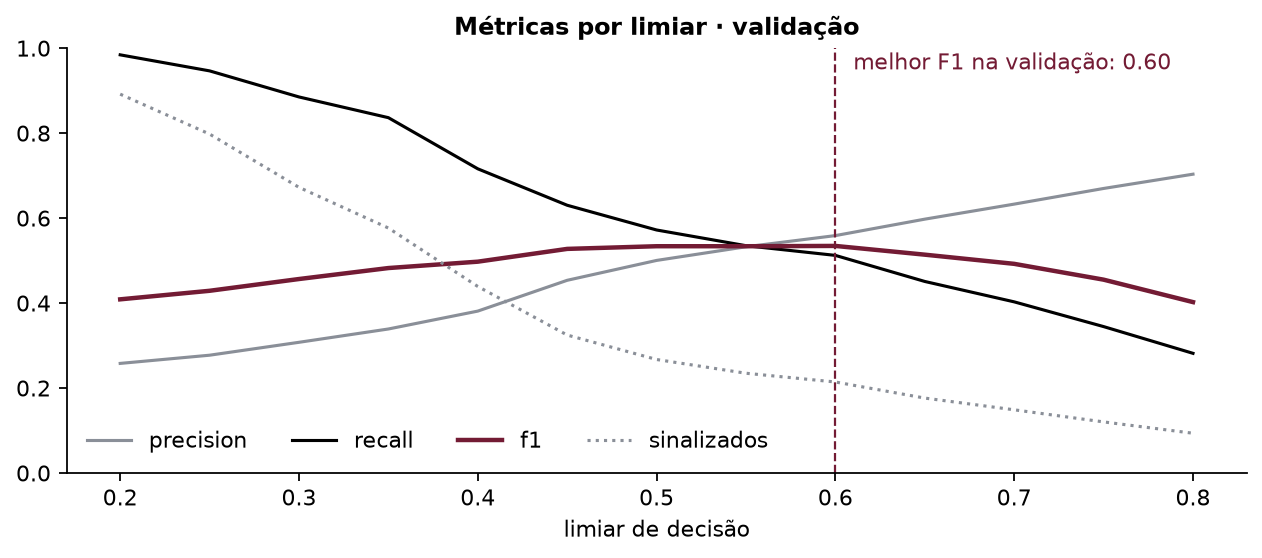 Métricas por limiar · validação
melhor F1 na validação: 0.60
1.0
0.8
0.6
0.4
0.2
0.0
precision recall f1 sinalizados
0.2 0.3 0.4 0.5 0.6 0.7 0.8
limiar de decisão